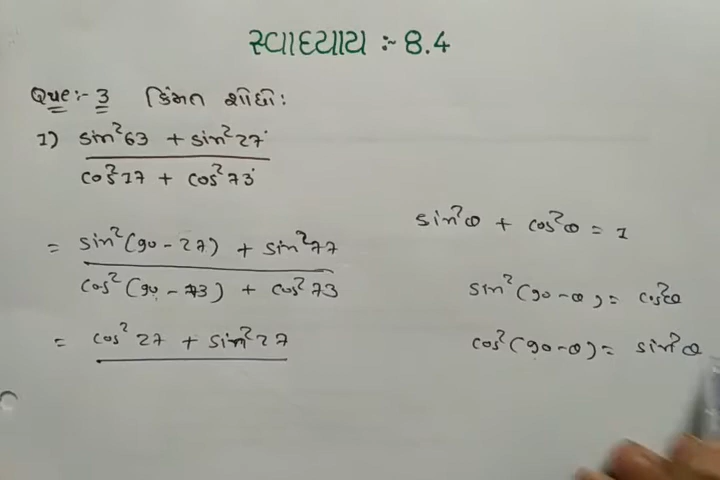 સ્વાધ્યાય :- 8.4
Que:- 3 કિંમત શોધો:
1) sin²63 + sin²27°
cos²17 + cos²73°
sin²θ + cos²θ = 1
= sin²(90 - 27) + sin²77
cos²(90 - 73) + cos²73
sin²(90-θ) = cos²θ
= cos²27 + sin²27
cos²(90-θ) = sin²θ